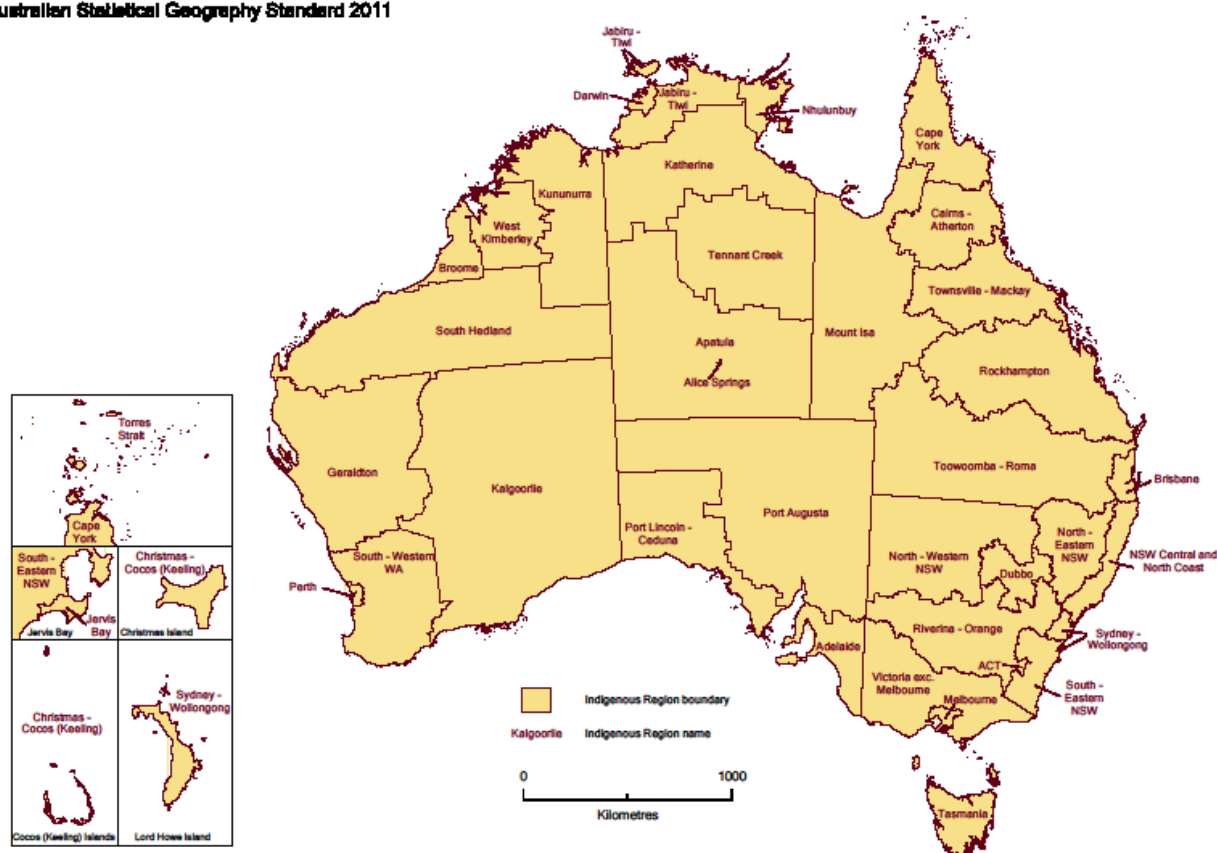 ustralian Statistical Geography Standard 2011
Jabiru -
Tiwi
Darwin
Jabiru -
Tiwi
Nhulunbuy
Cape
York
Katherine
Kununurra
West
Kimberley
Cairns -
Atherton
Broome
Tennant Creek
Townsville - Mackay
South Hedland
Mount Isa
Apatula
Alice Springs
Rockhampton
Geraldton
Kalgoorlie
Toowoomba - Roma
Brisbane
Port Augusta
Port Lincoln -
Ceduna
North - Western
NSW
North -
Eastern
NSW
Dubbo
NSW Central and
North Coast
South - Western
WA
Perth
Riverina - Orange
Sydney -
Wollongong
Adelaide
ACT
Victoria exc.
Melbourne
Melbourne
South -
Eastern
NSW
Tasmania
Torres
Strait
Cape
York
South -
Eastern
NSW
Jervis
Bay
Jervis Bay
Christmas -
Cocos (Keeling)
Christmas Island
Christmas -
Cocos (Keeling)
Cocos (Keeling) Islands
Sydney -
Wollongong
Lord Howe Island
Indigenous Region boundary
Kalgoorlie Indigenous Region name
0 1000
Kilometres